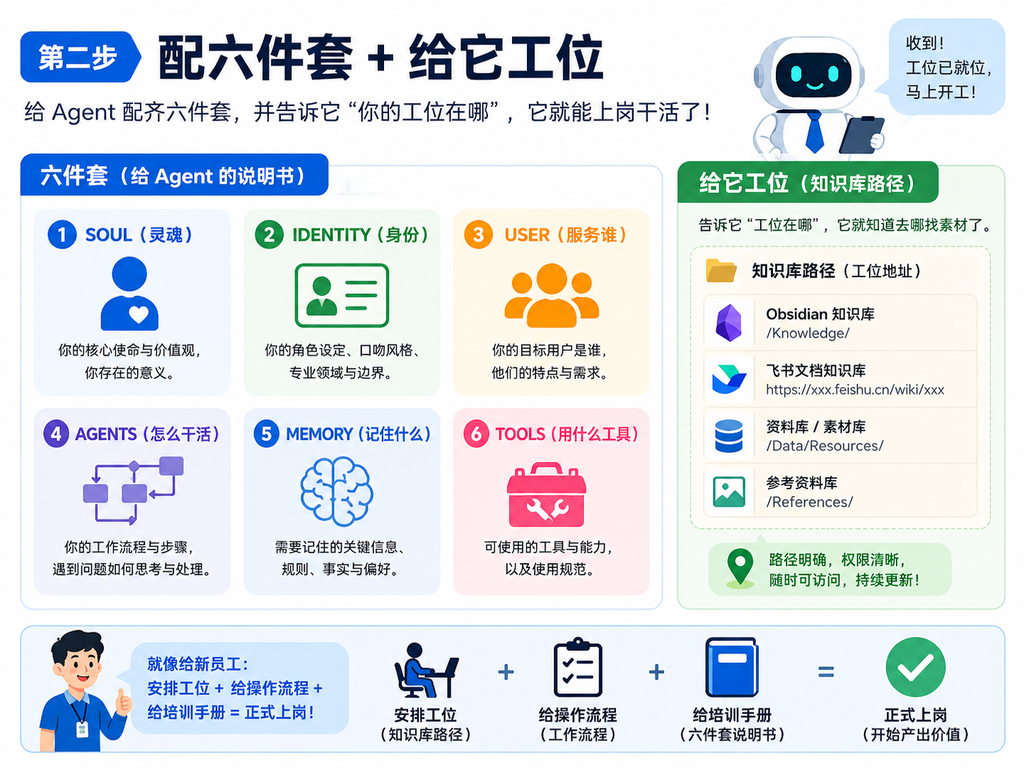 第二步
配六件套 + 给它工位
给 Agent 配齐六件套，并告诉它“你的工位在哪”，它就能上岗干活了！
收到！
工位已就位，
马上开工！
六件套（给 Agent 的说明书）
1 SOUL（灵魂）
你的核心使命与价值观，
你存在的意义。
2 IDENTITY（身份）
你的角色设定、口吻风格、
专业领域与边界。
3 USER（服务谁）
你的目标用户是谁，
他们的特点与需求。
4 AGENTS（怎么干活）
你的工作流程与步骤，
遇到问题如何思考与处理。
5 MEMORY（记住什么）
需要记住的关键信息、
规则、事实与偏好。
6 TOOLS（用什么工具）
可使用的工具与能力，
以及使用规范。
给它工位（知识库路径）
告诉它“工位在哪”，它就知道去哪找素材了。
知识库路径（工位地址）
Obsidian 知识库
/Knowledge/
飞书文档知识库
https://xxx.feishu.cn/wiki/xxx
资料库 / 素材库
/Data/Resources/
参考资料库
/References/
路径明确，权限清晰，
随时可访问，持续更新！
就像给新员工：
安排工位 + 给操作流程 +
给培训手册 = 正式上岗！
安排工位
（知识库路径）
+
给操作流程
（工作流程）
+
给培训手册
（六件套说明书）
=
正式上岗
（开始产出价值）